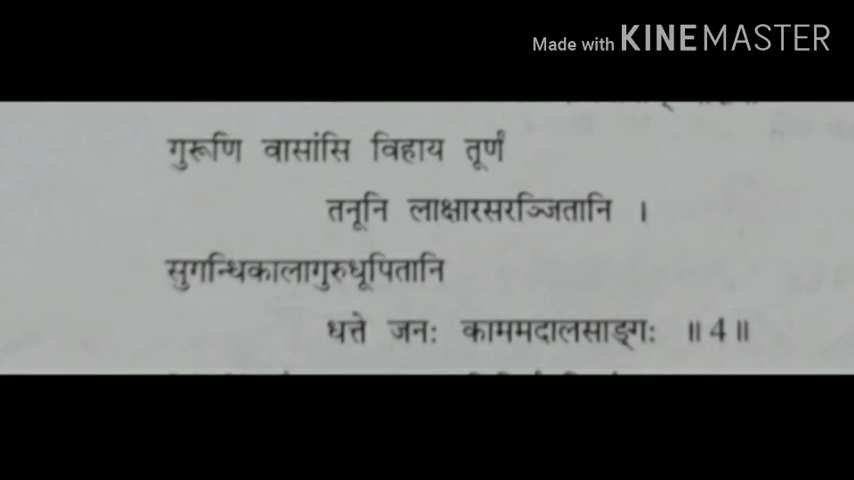 Made with KINEMASTER
गुरूणि वासांसि विहाय तूर्णं
तनूनि लाक्षारसरञ्जितानि ।
सुगन्धिकालागुरुधूपितानि
धत्ते जनः काममदालसाङ्गः ॥4॥